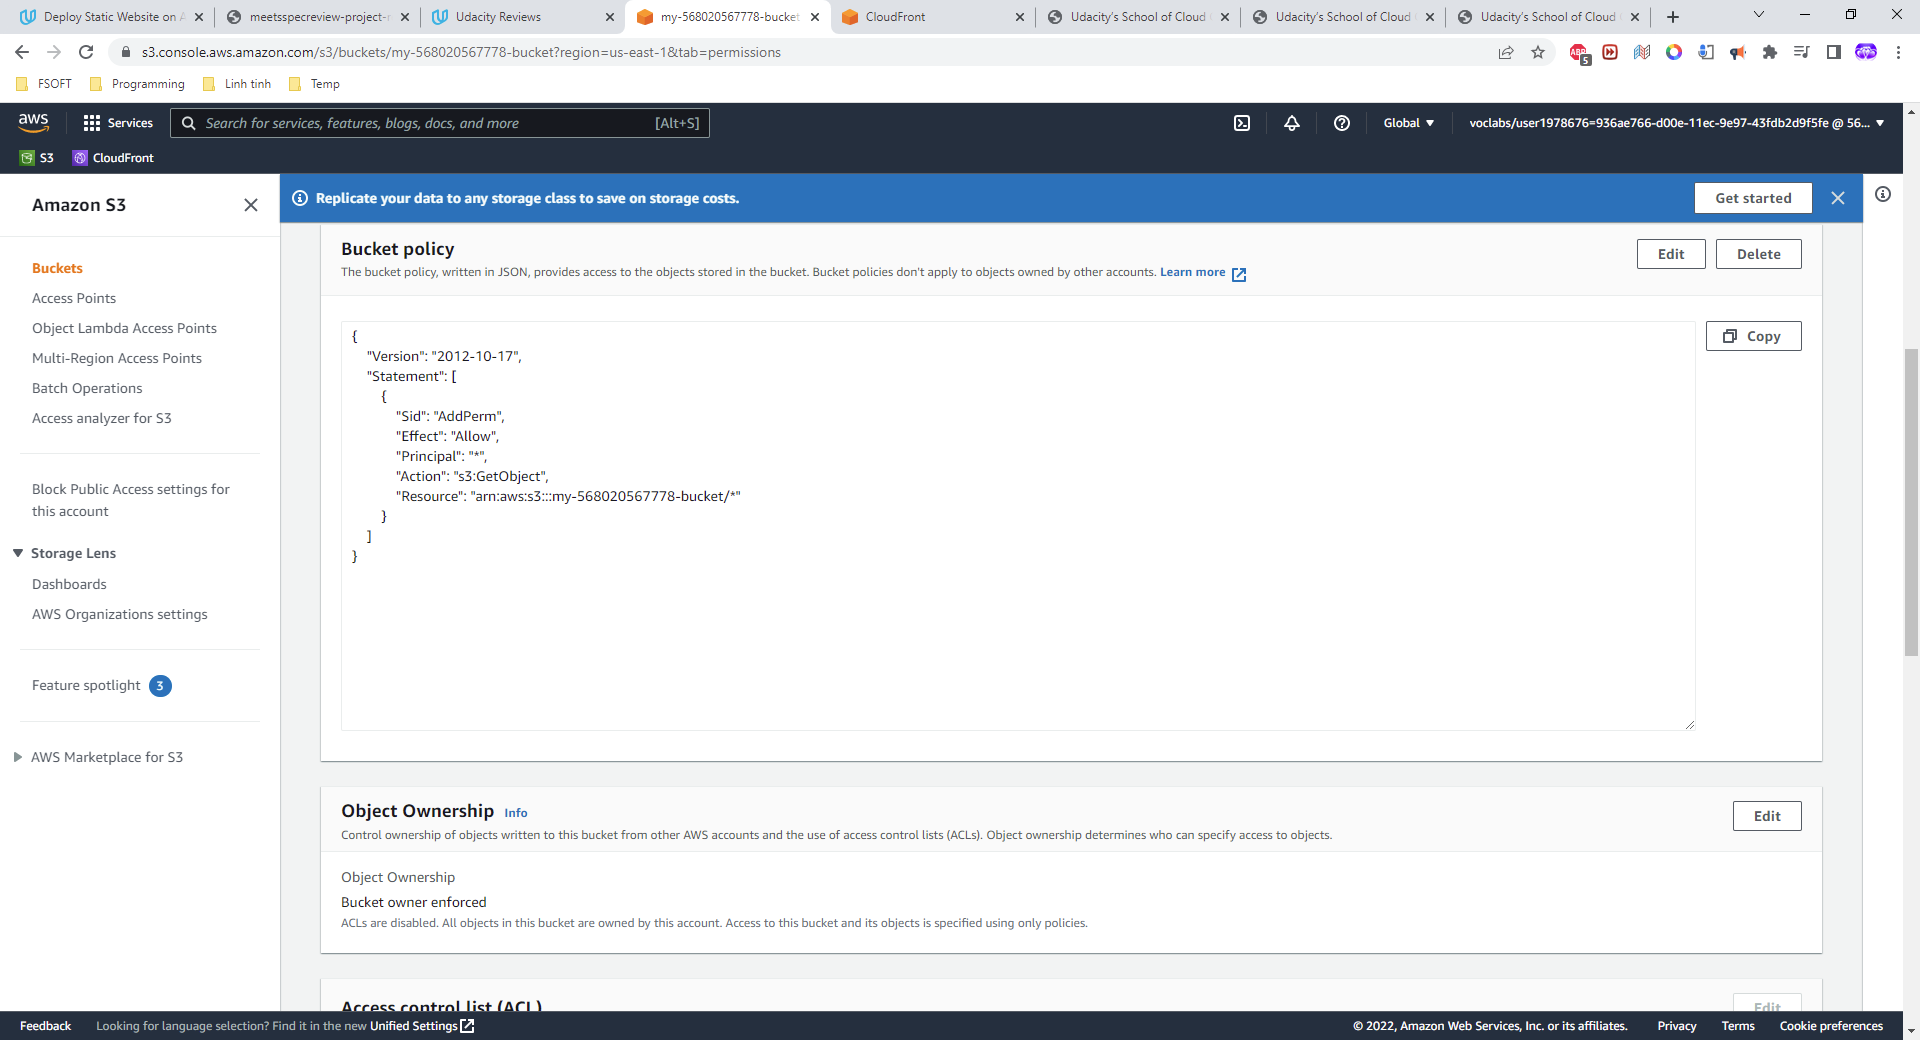 Deploy Static Website on A
meetsspecreview-project-r
Udacity Reviews
my-568020567778-bucket
CloudFront
Udacity's School of Cloud
Udacity's School of Cloud
Udacity's School of Cloud
s3.console.aws.amazon.com/s3/buckets/my-568020567778-bucket?region=us-east-1&tab=permissions
ABP
5
FSOFT
Programming
Linh tinh
Temp
aws
Services
Search for services, features, blogs, docs, and more
[Alt+S]
Global
voclabs/user1978676=936ae766-d00e-11ec-9e97-43fdb2d9f5fe @ 56...
S3
CloudFront
Amazon S3
Buckets
Access Points
Object Lambda Access Points
Multi-Region Access Points
Batch Operations
Access analyzer for S3
Block Public Access settings for
this account
Storage Lens
Dashboards
AWS Organizations settings
Feature spotlight 3
AWS Marketplace for S3
Replicate your data to any storage class to save on storage costs.
Get started
Bucket policy
The bucket policy, written in JSON, provides access to the objects stored in the bucket. Bucket policies don't apply to objects owned by other accounts. Learn more
Edit
Delete
Copy
{
"Version": "2012-10-17",
"Statement": [
{
"Sid": "AddPerm",
"Effect": "Allow",
"Principal": "*",
"Action": "s3:GetObject",
"Resource": "arn:aws:s3:::my-568020567778-bucket/*"
}
]
}
Object Ownership Info
Edit
Control ownership of objects written to this bucket from other AWS accounts and the use of access control lists (ACLs). Object ownership determines who can specify access to objects.
Object Ownership
Bucket owner enforced
ACLs are disabled. All objects in this bucket are owned by this account. Access to this bucket and its objects is specified using only policies.
Access control list (ACL)
Edit
Feedback
Looking for language selection? Find it in the new Unified Settings
© 2022, Amazon Web Services, Inc. or its affiliates.
Privacy
Terms
Cookie preferences